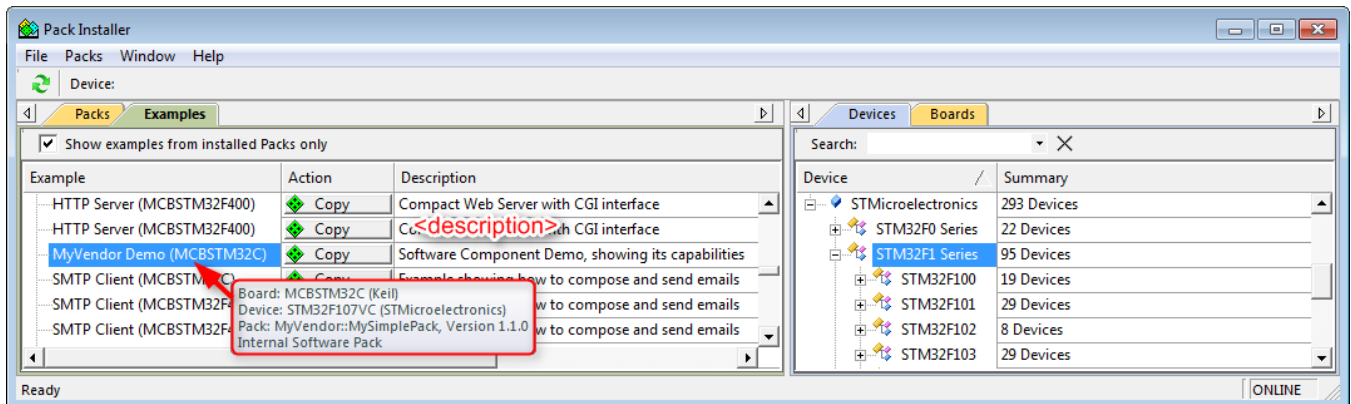 Pack Installer
File Packs Window Help
Device:
Packs Examples
Show examples from installed Packs only
Example Action Description
HTTP Server (MCBSTM32F400) Copy Compact Web Server with CGI interface
HTTP Server (MCBSTM32F400) Copy Co h CGI interface
<description>
MyVendor Demo (MCBSTM32C) Copy Software Component Demo, showing its capabilities
SMTP Client (MCBSTM C) Copy Example showing how to compose and send emails
SMTP Client (MCBSTM32F4 w to compose and send emails
SMTP Client (MCBSTM32F4 w to compose and send emails
Board: MCBSTM32C (Keil)
Device: STM32F107VC (STMicroelectronics)
Pack: MyVendor::MySimplePack, Version 1.1.0
Internal Software Pack
Devices Boards
Search:
Device Summary
STMicroelectronics 293 Devices
STM32F0 Series 22 Devices
STM32F1 Series 95 Devices
STM32F100 19 Devices
STM32F101 29 Devices
STM32F102 8 Devices
STM32F103 29 Devices
Ready ONLINE